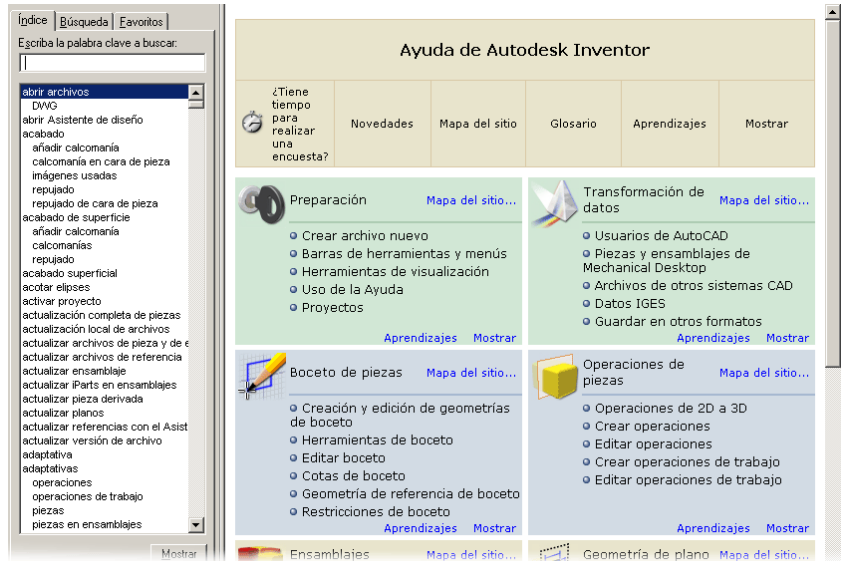 Índice Búsqueda Favoritos
Escriba la palabra clave a buscar:
abrir archivos
DWG
abrir Asistente de diseño
acabado
añadir calcomanía
calcomanía en cara de pieza
imágenes usadas
repujado
repujado de cara de pieza
acabado de superficie
añadir calcomanía
calcomanías
repujado
acabado superficial
acotar elipses
activar proyecto
actualización completa de piezas
actualización local de archivos
actualizar archivos de pieza y de e
actualizar archivos de referencia
actualizar ensamblaje
actualizar iParts en ensamblajes
actualizar pieza derivada
actualizar planos
actualizar referencias con el Asist
actualizar versión de archivo
adaptativa
adaptativas
operaciones
operaciones de trabajo
piezas
piezas en ensamblajes
Mostrar
Ayuda de Autodesk Inventor
¿Tiene
tiempo
para
realizar
una
encuesta?
Novedades
Mapa del sitio
Glosario
Aprendizajes
Mostrar
Preparación Mapa del sitio...
Crear archivo nuevo
Barras de herramientas y menús
Herramientas de visualización
Uso de la Ayuda
Proyectos
Aprendizajes Mostrar
Transformación de
datos
Mapa del sitio...
Usuarios de AutoCAD
Piezas y ensamblajes de
Mechanical Desktop
Archivos de otros sistemas CAD
Datos IGES
Guardar en otros formatos
Aprendizajes Mostrar
Boceto de piezas Mapa del sitio...
Creación y edición de geometrías
de boceto
Herramientas de boceto
Editar boceto
Cotas de boceto
Geometría de referencia de boceto
Restricciones de boceto
Aprendizajes Mostrar
Operaciones de
piezas
Mapa del sitio...
Operaciones de 2D a 3D
Crear operaciones
Editar operaciones
Crear operaciones de trabajo
Editar operaciones de trabajo
Aprendizajes Mostrar
Ensamblajes Mapa del sitio...
Geometría de plano Mapa del sitio...